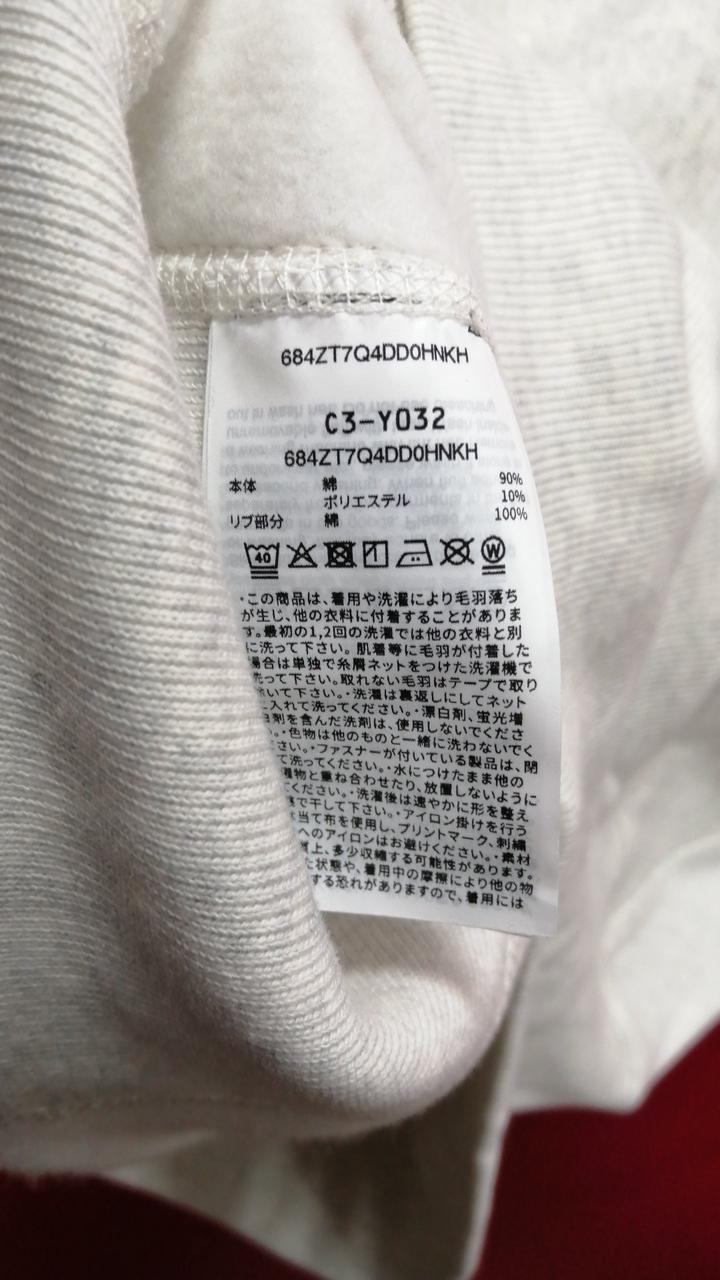 684ZT7Q4DD0HNKH
C3-Y032
684ZT7Q4DD0HNKH
本体 綿 90%
ポリエステル 10%
リブ部分 綿 100%
40 W
・この商品は、着用や洗濯により毛羽落ち
が生じ、他の衣料に付着することがありま
す。最初の1,2回の洗濯では他の衣料と別
に洗って下さい。肌着等に毛羽が付着した
場合は単独で糸屑ネットをつけた洗濯機で
洗って下さい。取れない毛羽はテープで取り
いて下さい。・洗濯は裏返しにしてネット
に入れて洗ってください。・漂白剤、蛍光増
白剤を含んだ洗剤は、使用しないでくださ
い。・色物は他のものと一緒に洗わないでく
ださい。・ファスナーが付いている製品は、閉
て洗ってください。・水につけたまま他の
物と重ね合わせたり、放置しないように
てください。・洗濯後は速やかに形を整え
で干して下さい。・アイロン掛けを行う
当て布を使用し、プリントマーク、刺繍
へのアイロンはお避けください。・素材
上、多少収縮する可能性があります。
た状態や、着用中の摩擦により他の物
する恐れがありますので、着用には